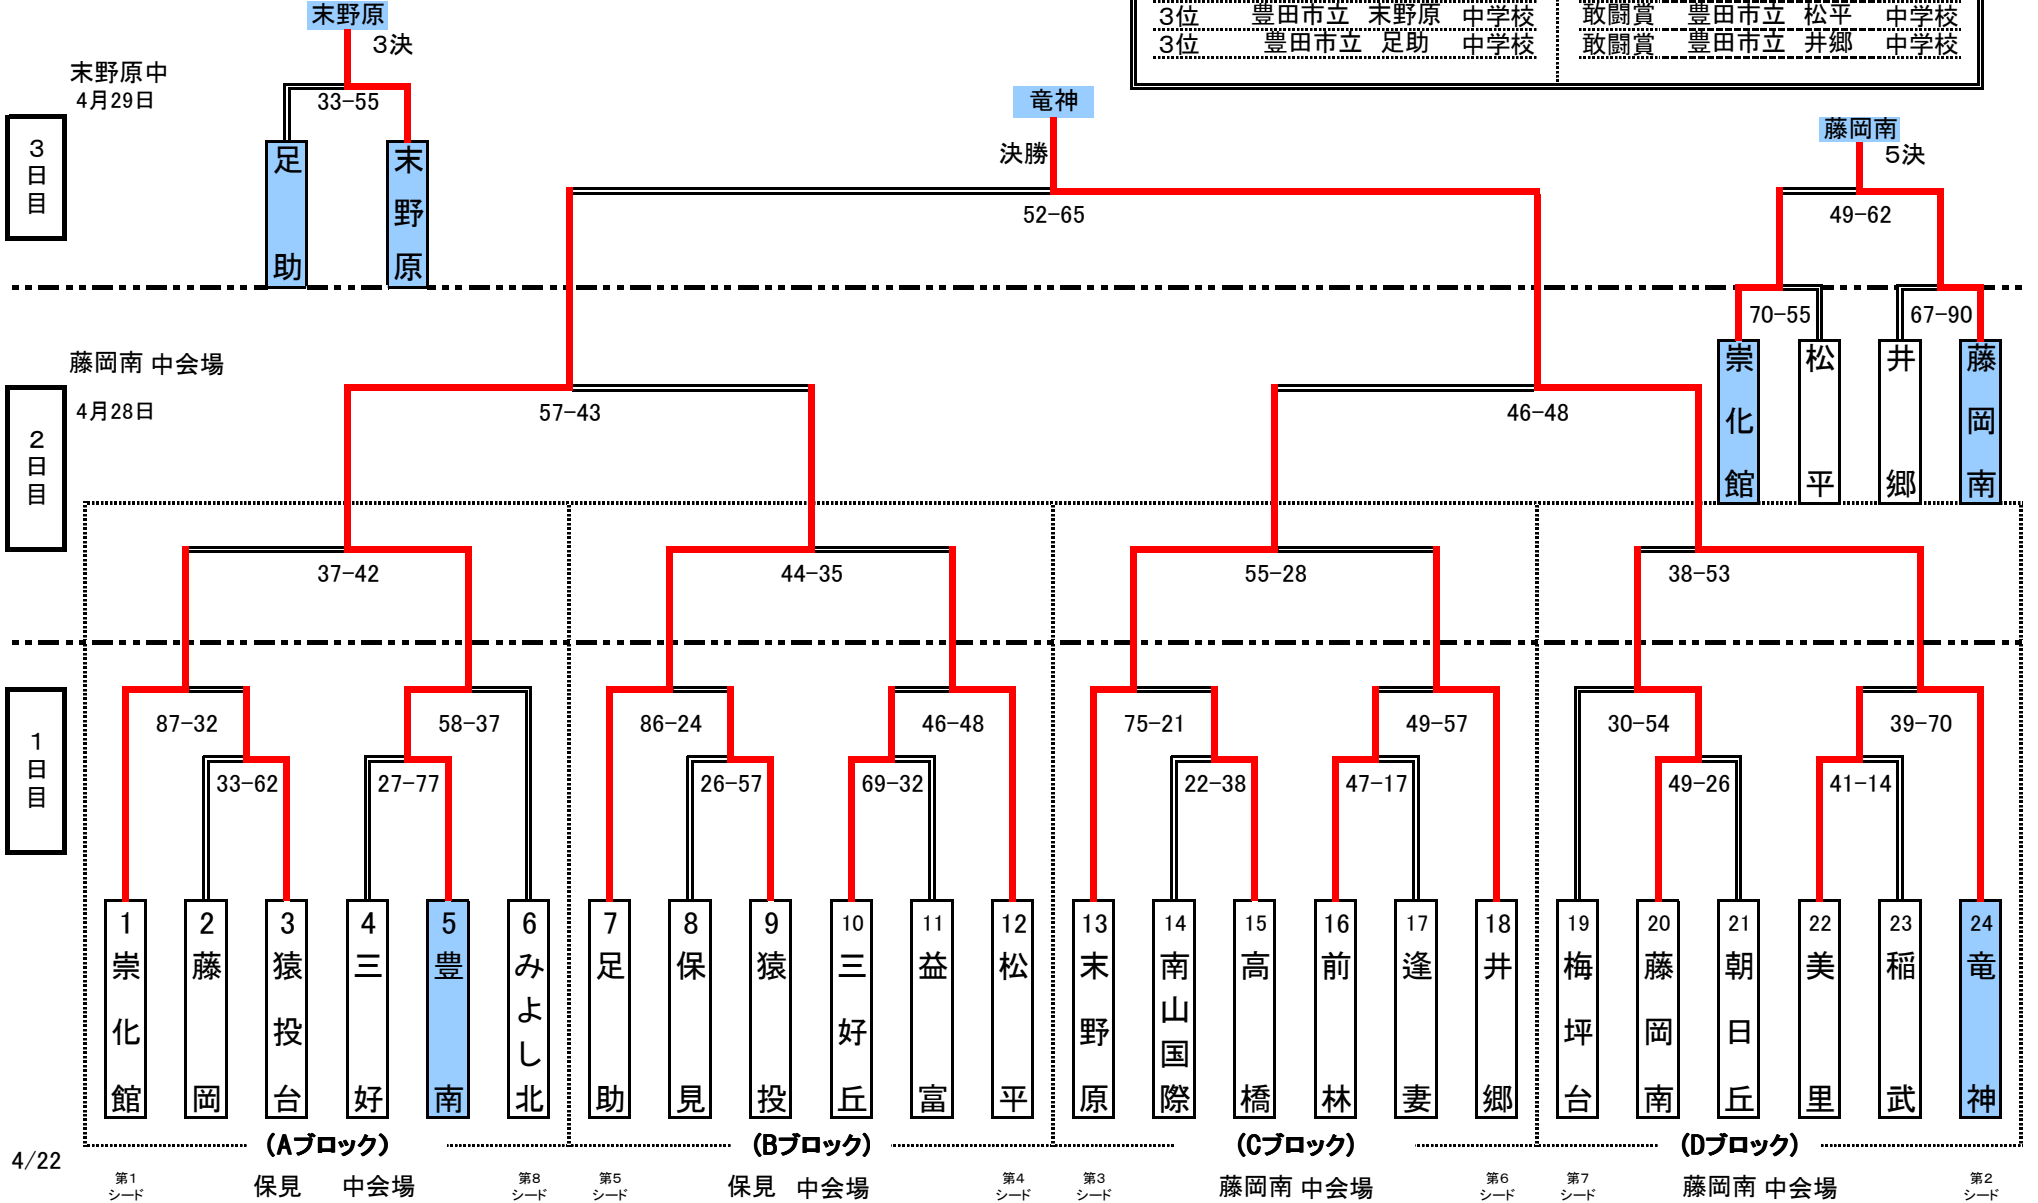 3位 豊田市立 末野原 中学校 敢闘賞 豊田市立 松平 中学校
3位 豊田市立 足助 中学校 敢闘賞 豊田市立 井郷 中学校
末野原
3決
末野原中
4月29日
33-55
竜神
決勝
藤岡南
5決
3日目
足助
末野原
52-65
49-62
70-55
67-90
藤岡南 中会場
4月28日
2日目
57-43
46-48
崇化館
松平
井郷
藤岡南
37-42
44-35
55-28
38-53
1日目
87-32
58-37
86-24
46-48
75-21
49-57
30-54
39-70
33-62
27-77
26-57
69-32
22-38
47-17
49-26
41-14
1 崇化館
2 藤岡
3 猿投台
4 三好
5 豊南
6 みよし北
7 足助
8 保見
9 猿投
10 三好丘
11 益富
12 松平
13 末野原
14 南山国際
15 高橋
16 前林
17 逢妻
18 井郷
19 梅坪台
20 藤岡南
21 朝日丘
22 美里
23 稲武
24 竜神
(Aブロック)
(Bブロック)
(Cブロック)
(Dブロック)
4/22
第1シード
保見 中会場
第8シード
第5シード
保見 中会場
第4シード
第3シード
藤岡南 中会場
第6シード
第7シード
藤岡南 中会場
第2シード